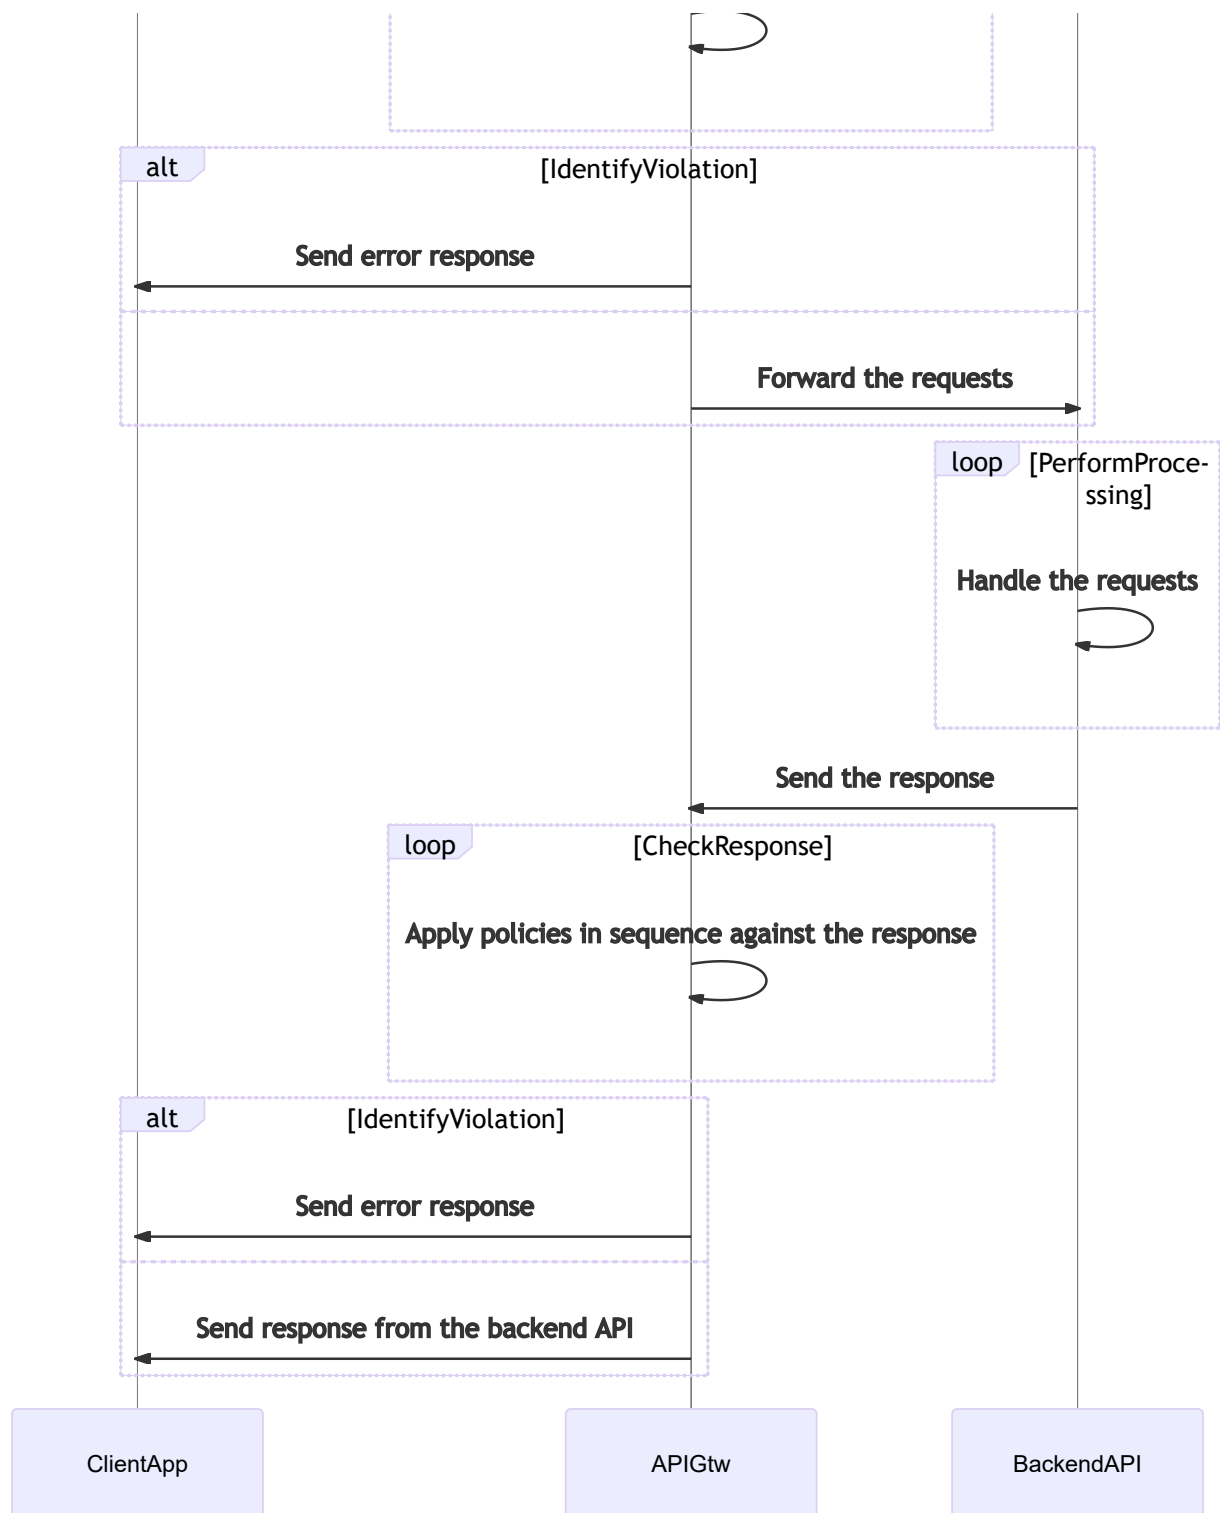 alt
[IdentifyViolation]
Send error response
Forward the requests
loop
[PerformProce-
ssing]
Handle the requests
Send the response
loop
[CheckResponse]
Apply policies in sequence against the response
alt
[IdentifyViolation]
Send error response
Send response from the backend API
ClientApp
APIGtw
BackendAPI